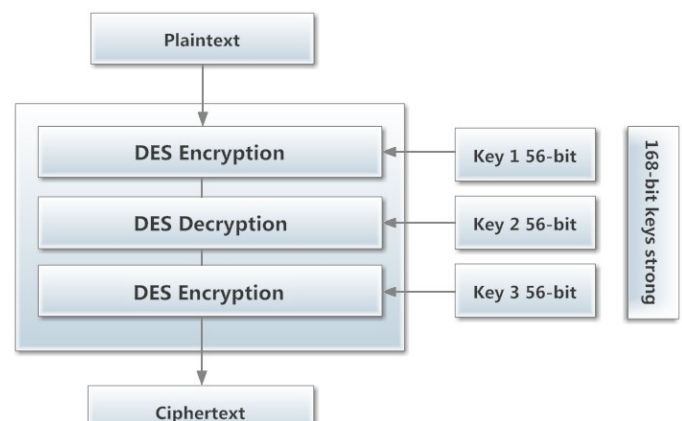 Plaintext
DES Encryption
Key 1 56-bit
DES Decryption
Key 2 56-bit
DES Encryption
Key 3 56-bit
168-bit keys strong
Ciphertext